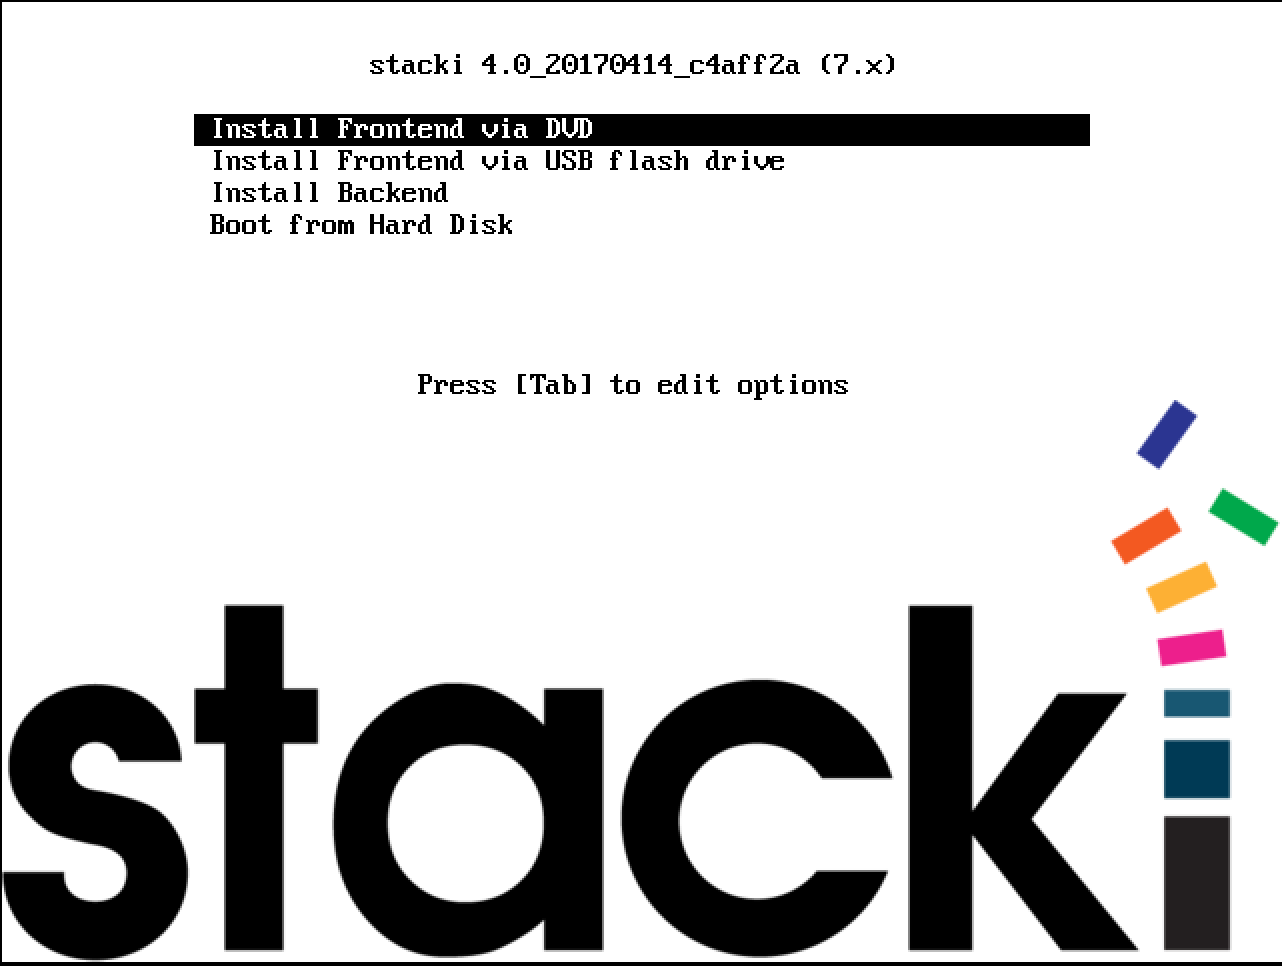 stacki 4.0_20170414_c4aff2a (7.x)
Install Frontend via DVD
Install Frontend via USB flash drive
Install Backend
Boot from Hard Disk
Press [Tab] to edit options
stacki